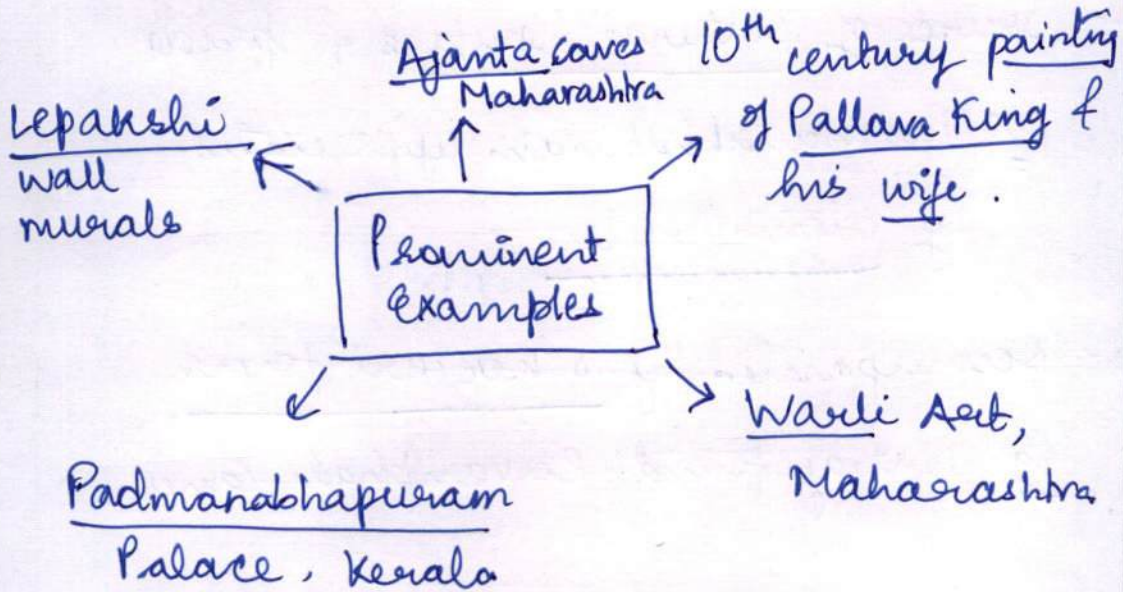 Ajanta caves
Maharashtra
10th century painting
of Pallava King &
his wife.
Lepakshi
wall
murals
Prominent
examples
Padmanabhapuram
Palace, Kerala
Warli Art,
Maharashtra